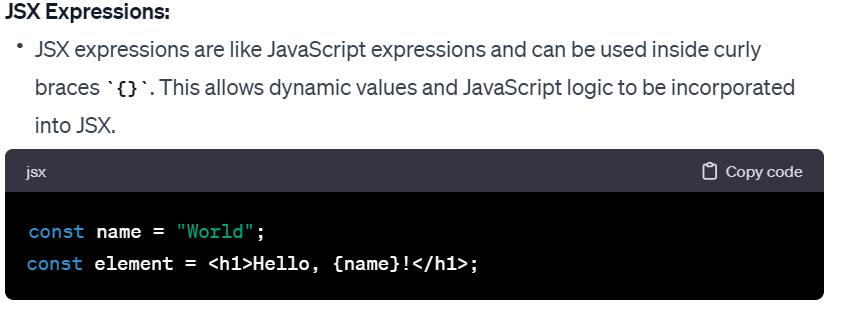 JSX Expressions:
• JSX expressions are like JavaScript expressions and can be used inside curly
braces `{}`. This allows dynamic values and JavaScript logic to be incorporated
into JSX.
jsx Copy code
const name = "World";
const element = <h1>Hello, {name}!</h1>;